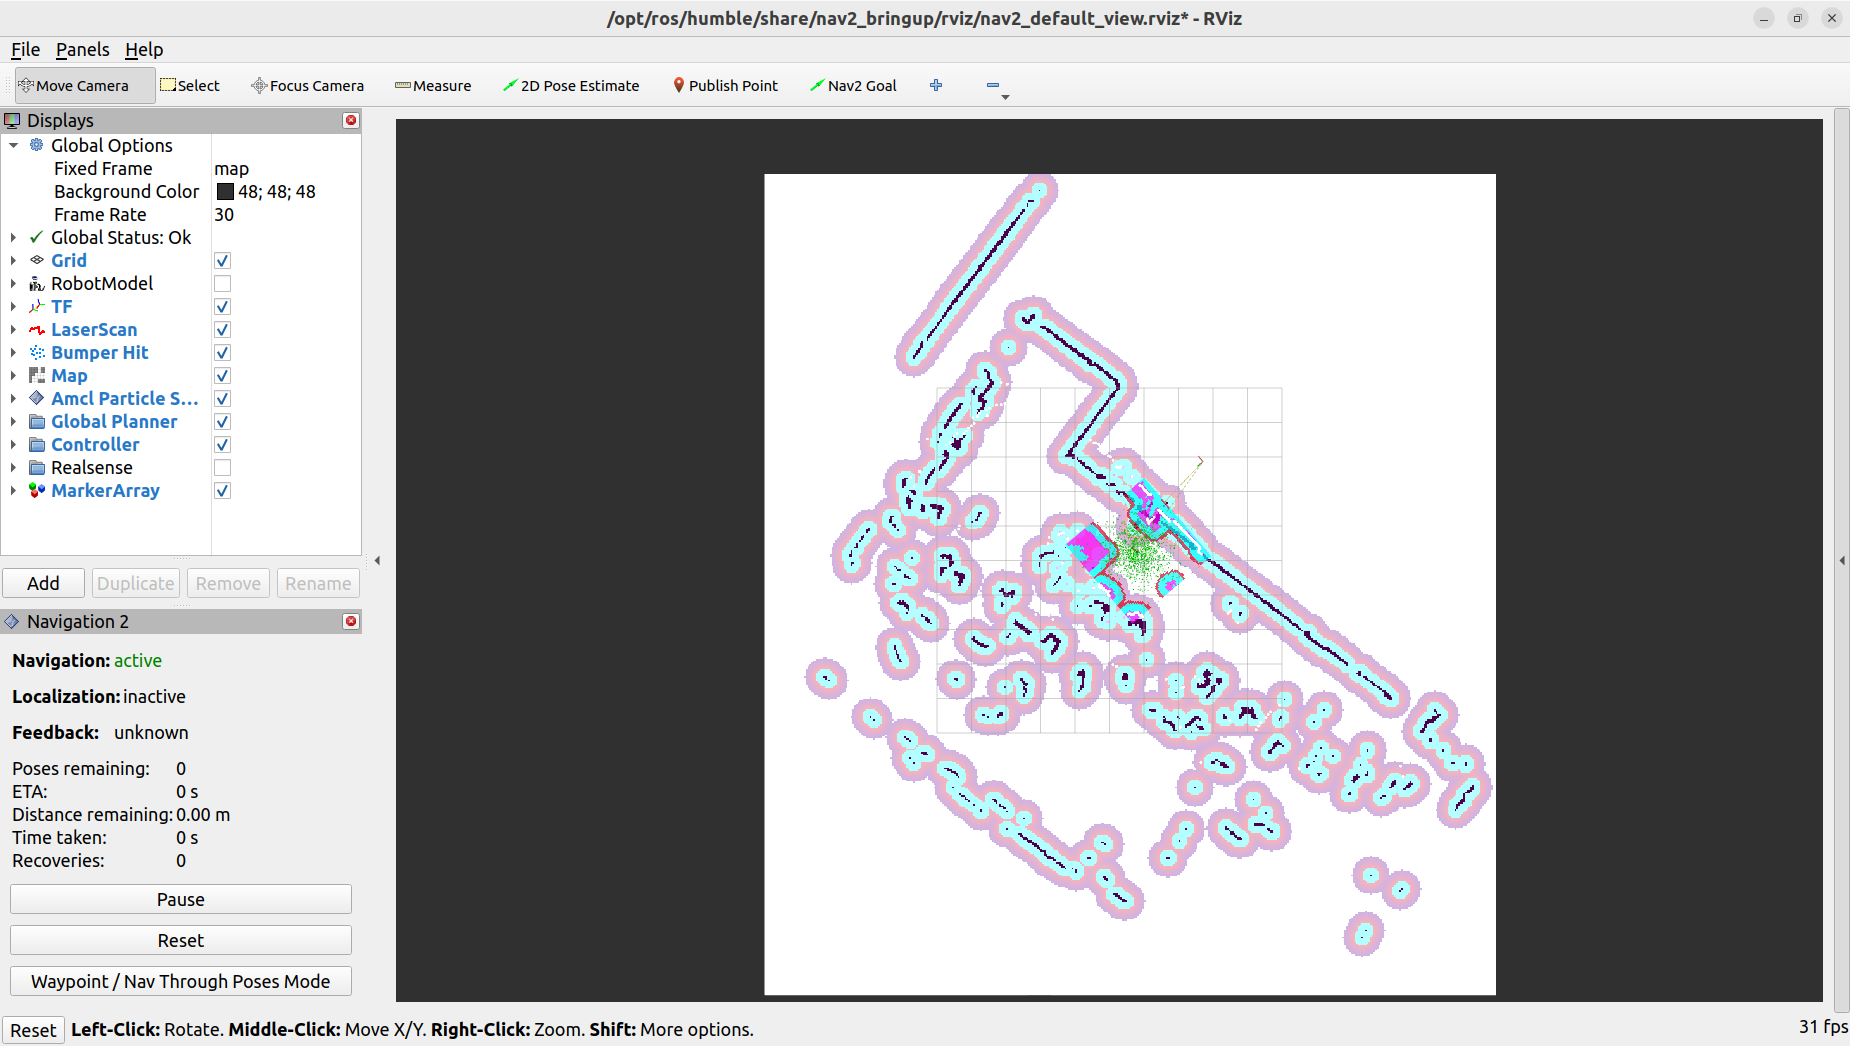 /opt/ros/humble/share/nav2_bringup/rviz/nav2_default_view.rviz* - RViz
File Panels Help
Move Camera Select Focus Camera Measure 2D Pose Estimate Publish Point Nav2 Goal
Displays
Global Options
Fixed Frame map
Background Color 48; 48; 48
Frame Rate 30
Global Status: Ok
Grid
RobotModel
TF
LaserScan
Bumper Hit
Map
Amcl Particle S...
Global Planner
Controller
Realsense
MarkerArray
Add Duplicate Remove Rename
Navigation 2
Navigation: active
Localization: inactive
Feedback: unknown
Poses remaining: 0
ETA: 0 s
Distance remaining: 0.00 m
Time taken: 0 s
Recoveries: 0
Pause
Reset
Waypoint / Nav Through Poses Mode
Reset Left-Click: Rotate. Middle-Click: Move X/Y. Right-Click: Zoom. Shift: More options. 31 fps